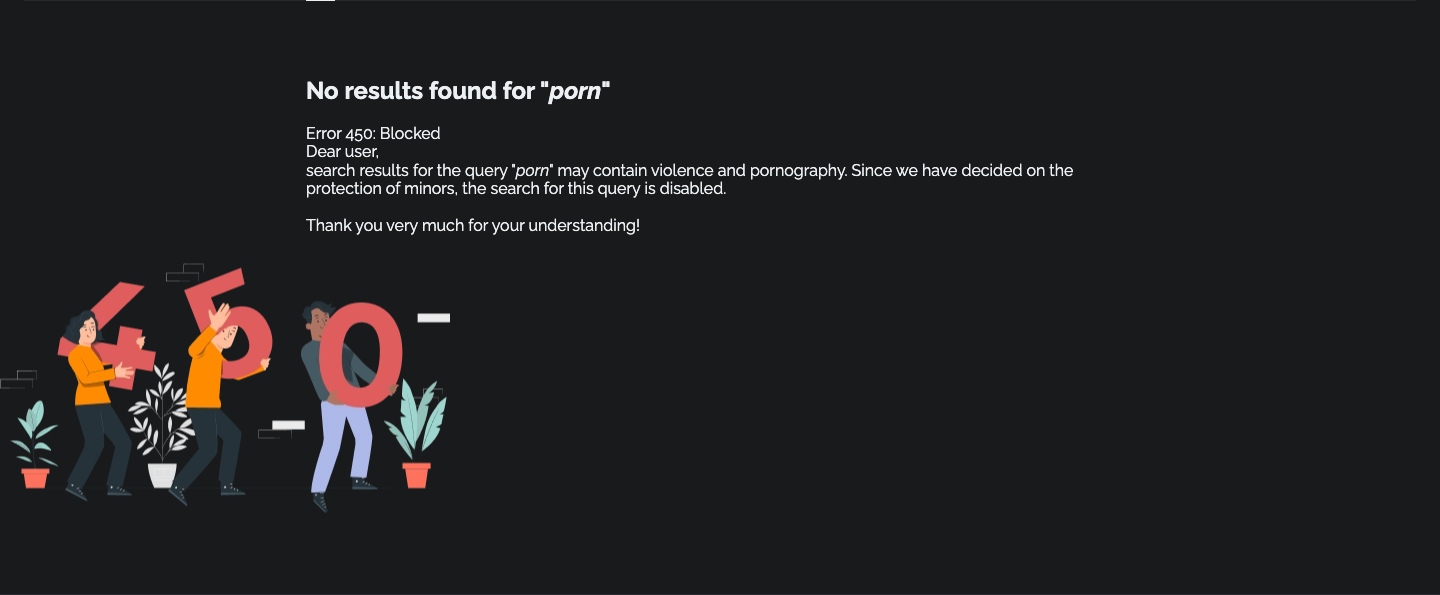 No results found for "porn"
Error 450: Blocked
Dear user,
search results for the query "porn" may contain violence and pornography. Since we have decided on the
protection of minors, the search for this query is disabled.
Thank you very much for your understanding!
450